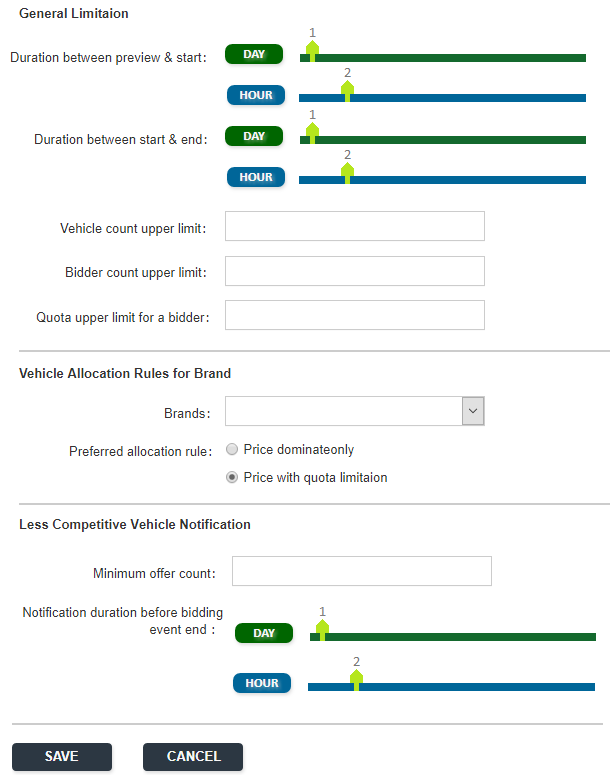 General Limitaion
1
Duration between preview & start:
DAY
2
HOUR
1
Duration between start & end:
DAY
2
HOUR
Vehicle count upper limit:
Bidder count upper limit:
Quota upper limit for a bidder:
Vehicle Allocation Rules for Brand
Brands:
Preferred allocation rule:
Price dominateonly
Price with quota limitaion
Less Competitive Vehicle Notification
Minimum offer count:
Notification duration before bidding
event end :
1
DAY
2
HOUR
SAVE
CANCEL